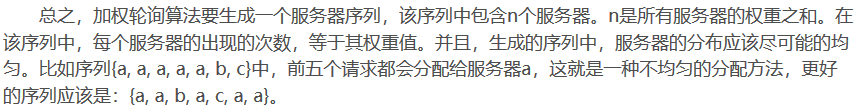 总之，加权轮询算法要生成一个服务器序列，该序列中包含n个服务器。n是所有服务器的权重之和。在
该序列中，每个服务器的出现的次数，等于其权重值。并且，生成的序列中，服务器的分布应该尽可能的均
匀。比如序列{a, a, a, a, a, b, c}中，前五个请求都会分配给服务器a，这就是一种不均匀的分配方法，更好
的序列应该是：{a, a, b, a, c, a, a}。